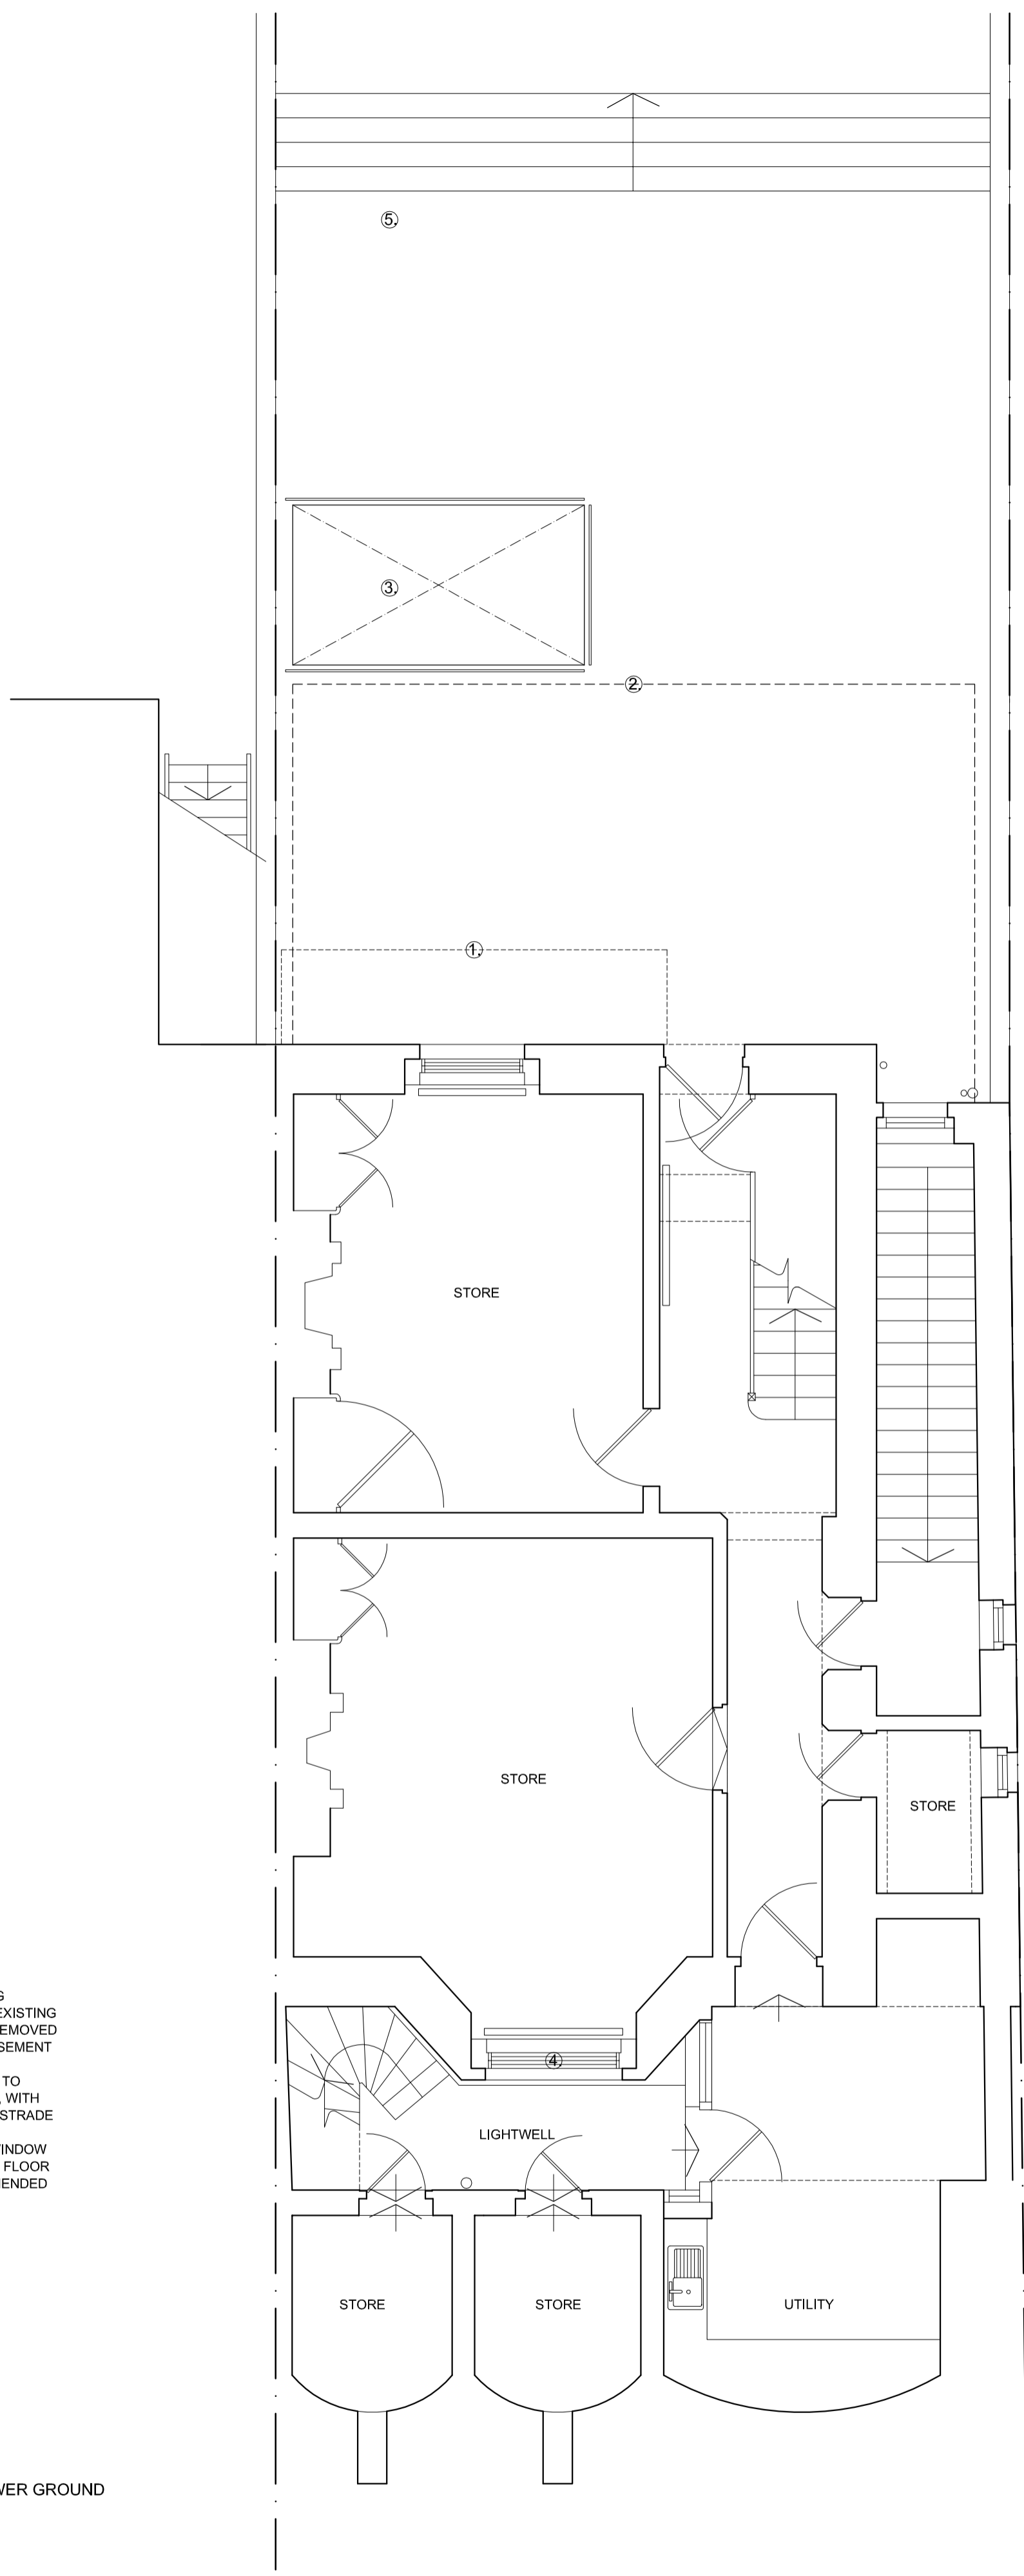 5.
3.
2.
1.
STORE
STORE
STORE
G
EXISTING
EMOVED
SEMENT
TO
, WITH
STRADE
INDOW
FLOOR
ENDED
4.
LIGHTWELL
STORE
STORE
UTILITY
WER GROUND